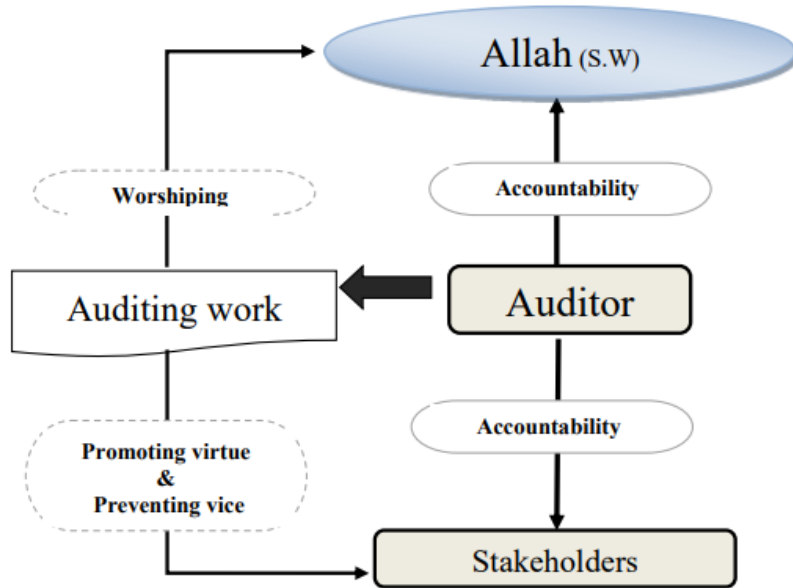 Allah (S.W)
Worshiping
Accountability
Auditing work
Auditor
Promoting virtue
&
Preventing vice
Accountability
Stakeholders